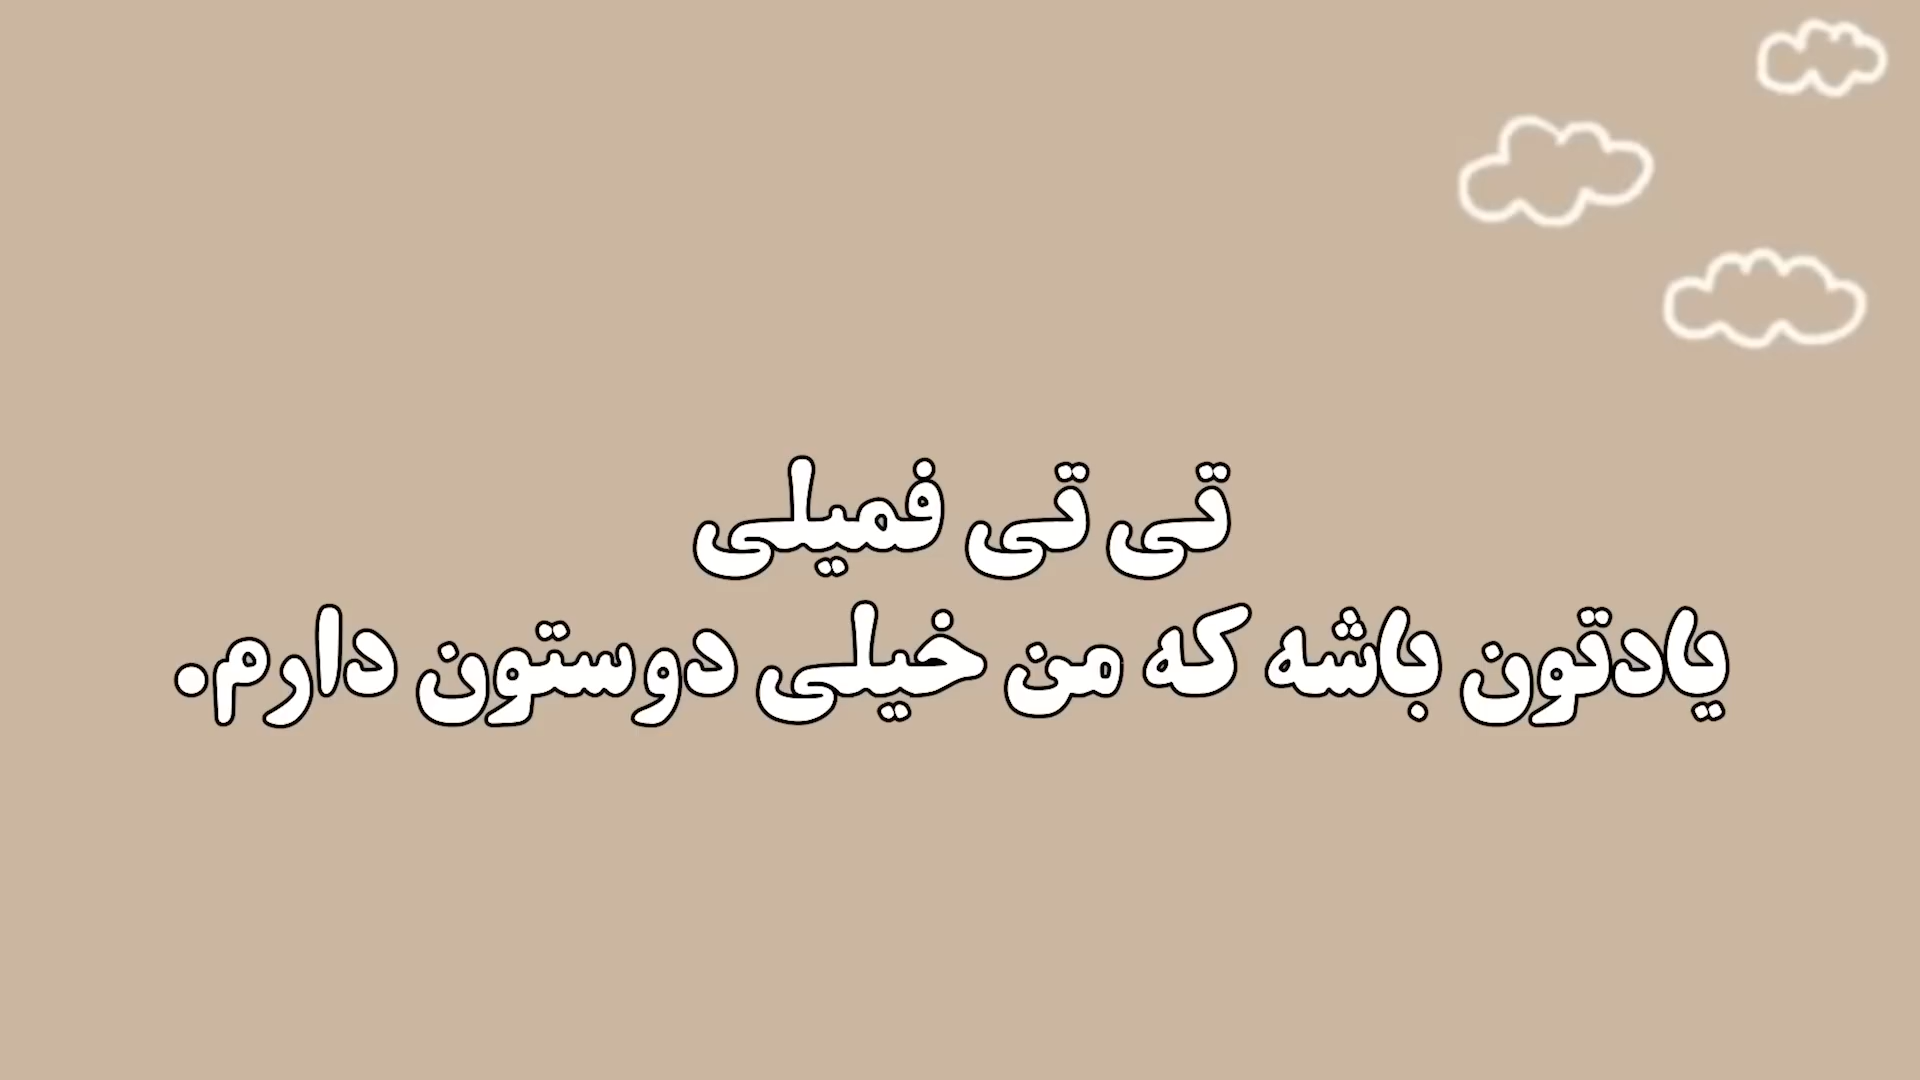 تی تی فمیلی
یادتون باشه که من خیلی دوستون دارم.